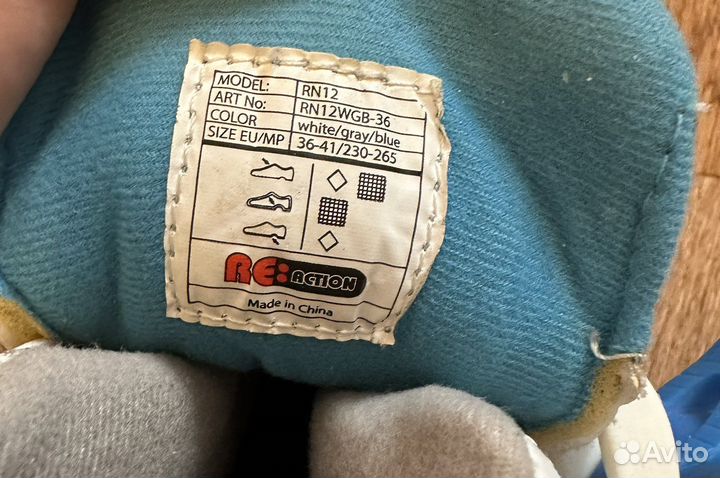 MODEL: RN12
ART No: RN12WGB-36
COLOR white/gray/blue
SIZE EU/MP 36-41/230-265
RE: ACTION
Made in China
Avito